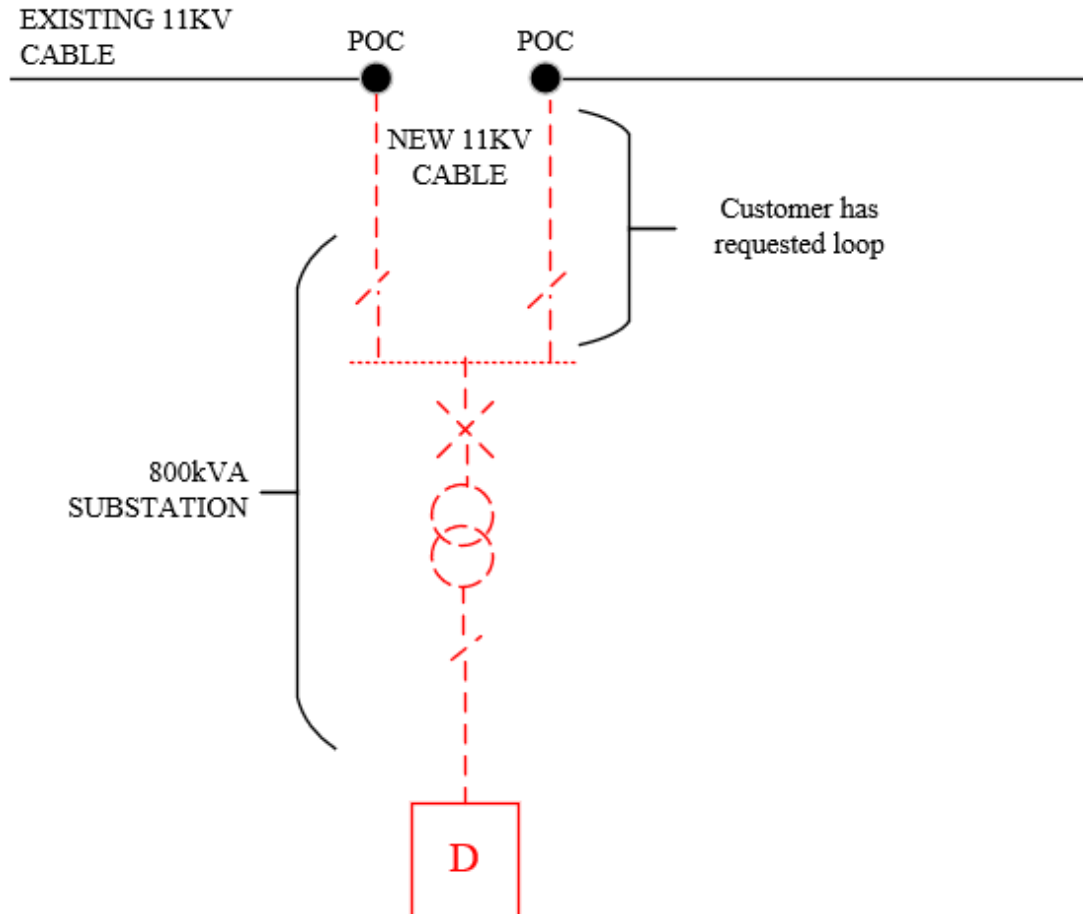 EXISTING 11KV
CABLE
POC
POC
NEW 11KV
CABLE
Customer has
requested loop
800kVA
SUBSTATION
D